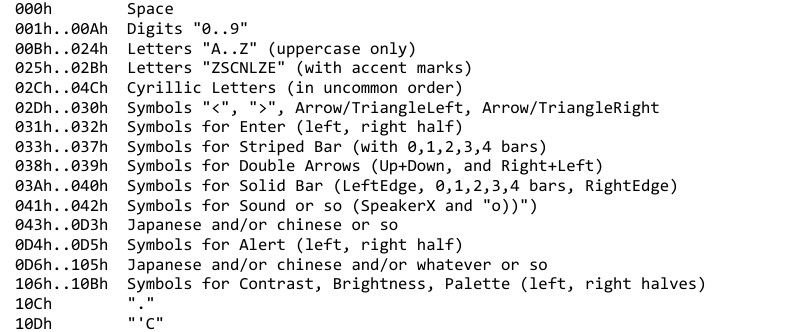 000h Space
001h..00Ah Digits "0..9"
00Bh..024h Letters "A..Z" (uppercase only)
025h..02Bh Letters "ZSCNLZE" (with accent marks)
02Ch..04Ch Cyrillic Letters (in uncommon order)
02Dh..030h Symbols "<", ">", Arrow/TriangleLeft, Arrow/TriangleRight
031h..032h Symbols for Enter (left, right half)
033h..037h Symbols for Striped Bar (with 0,1,2,3,4 bars)
038h..039h Symbols for Double Arrows (Up+Down, and Right+Left)
03Ah..040h Symbols for Solid Bar (LeftEdge, 0,1,2,3,4 bars, RightEdge)
041h..042h Symbols for Sound or so (SpeakerX and "o))")
043h..0D3h Japanese and/or chinese or so
0D4h..0D5h Symbols for Alert (left, right half)
0D6h..105h Japanese and/or chinese and/or whatever or so
106h..10Bh Symbols for Contrast, Brightness, Palette (left, right halves)
10Ch "."
10Dh "'C"